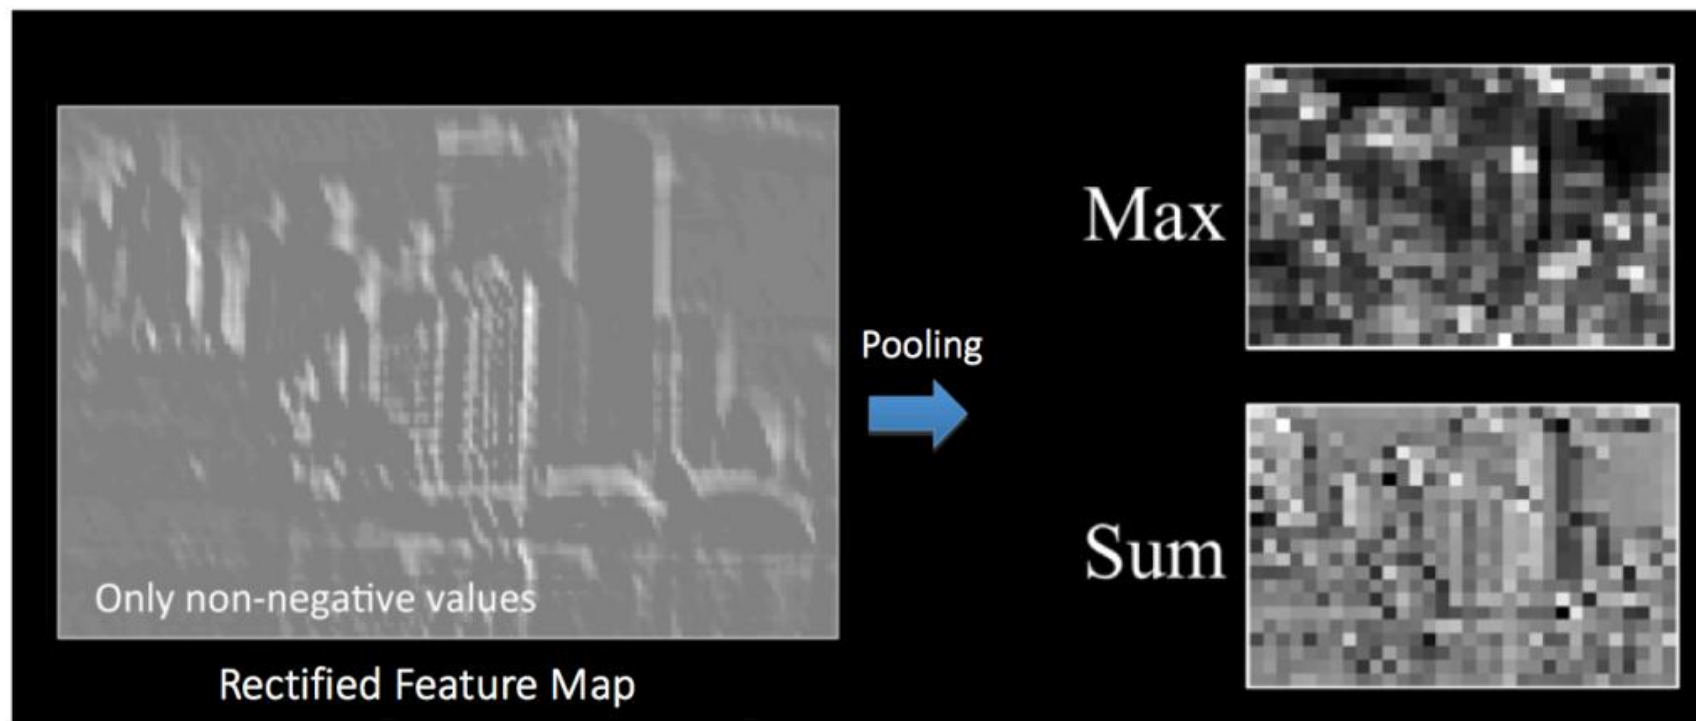 Only non-negative values
Rectified Feature Map
Pooling
Max
Sum